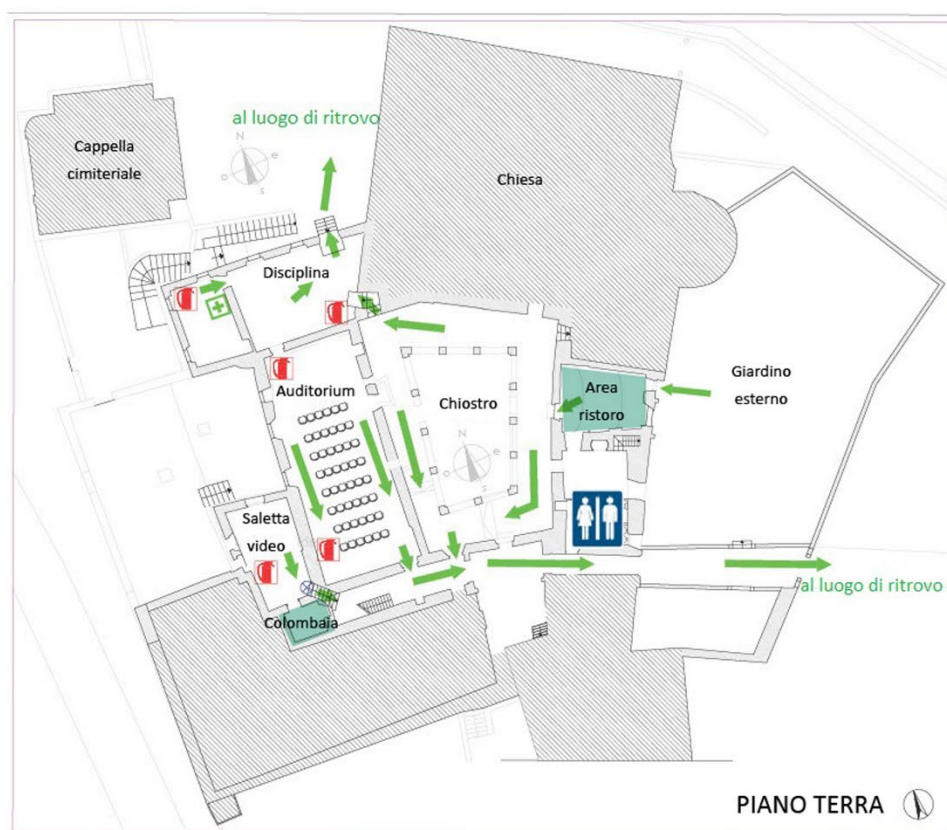 al luogo di ritrovo
Cappella
cimiteriale
N
o e
s
Chiesa
Disciplina
Auditorium
Chiostro
Area
ristoro
Giardino
esterno
N
o e
s
Saletta
video
al luogo di ritrovo
Colombaia
PIANO TERRA